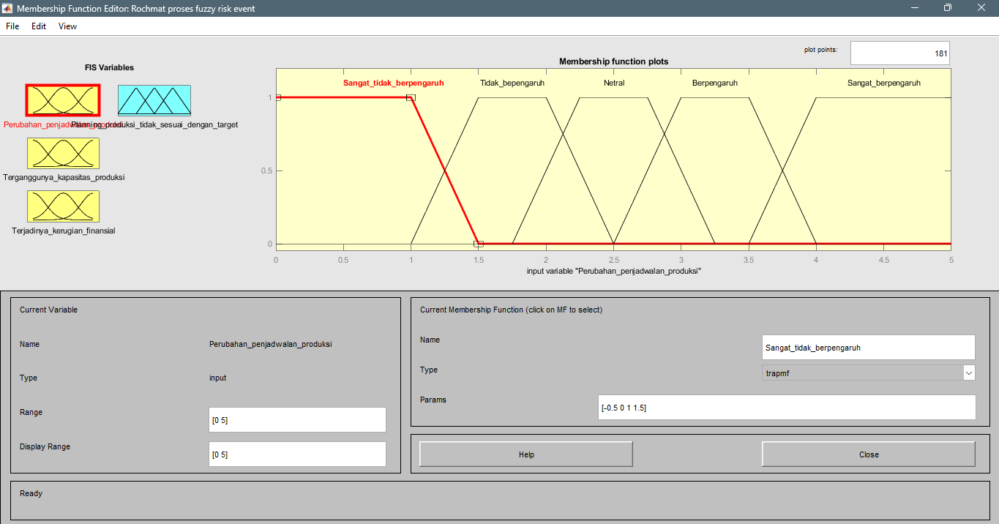 Membership Function Editor: Rochmat proses fuzzy risk event
File Edit View
plot points: 181
FIS Variables
Membership function plots
Sangat_tidak_berpengaruh Tidak_bepengaruh Netral Berpengaruh Sangat_berpengaruh
1
0.5
0
0 0.5 1 1.5 2 2.5 3 3.5 4 4.5 5
input variable "Perubahan_penjadwalan_produksi"
Terganggunya_kapasitas_produksi
Terjadinya_kerugian_finansial
Current Variable
Name Perubahan_penjadwalan_produksi
Type input
Range [0 5]
Display Range [0 5]
Current Membership Function (click on MF to select)
Name Sangat_tidak_berpengaruh
Type trapmf
Params [-0.5 0 1 1.5]
Help Close
Ready